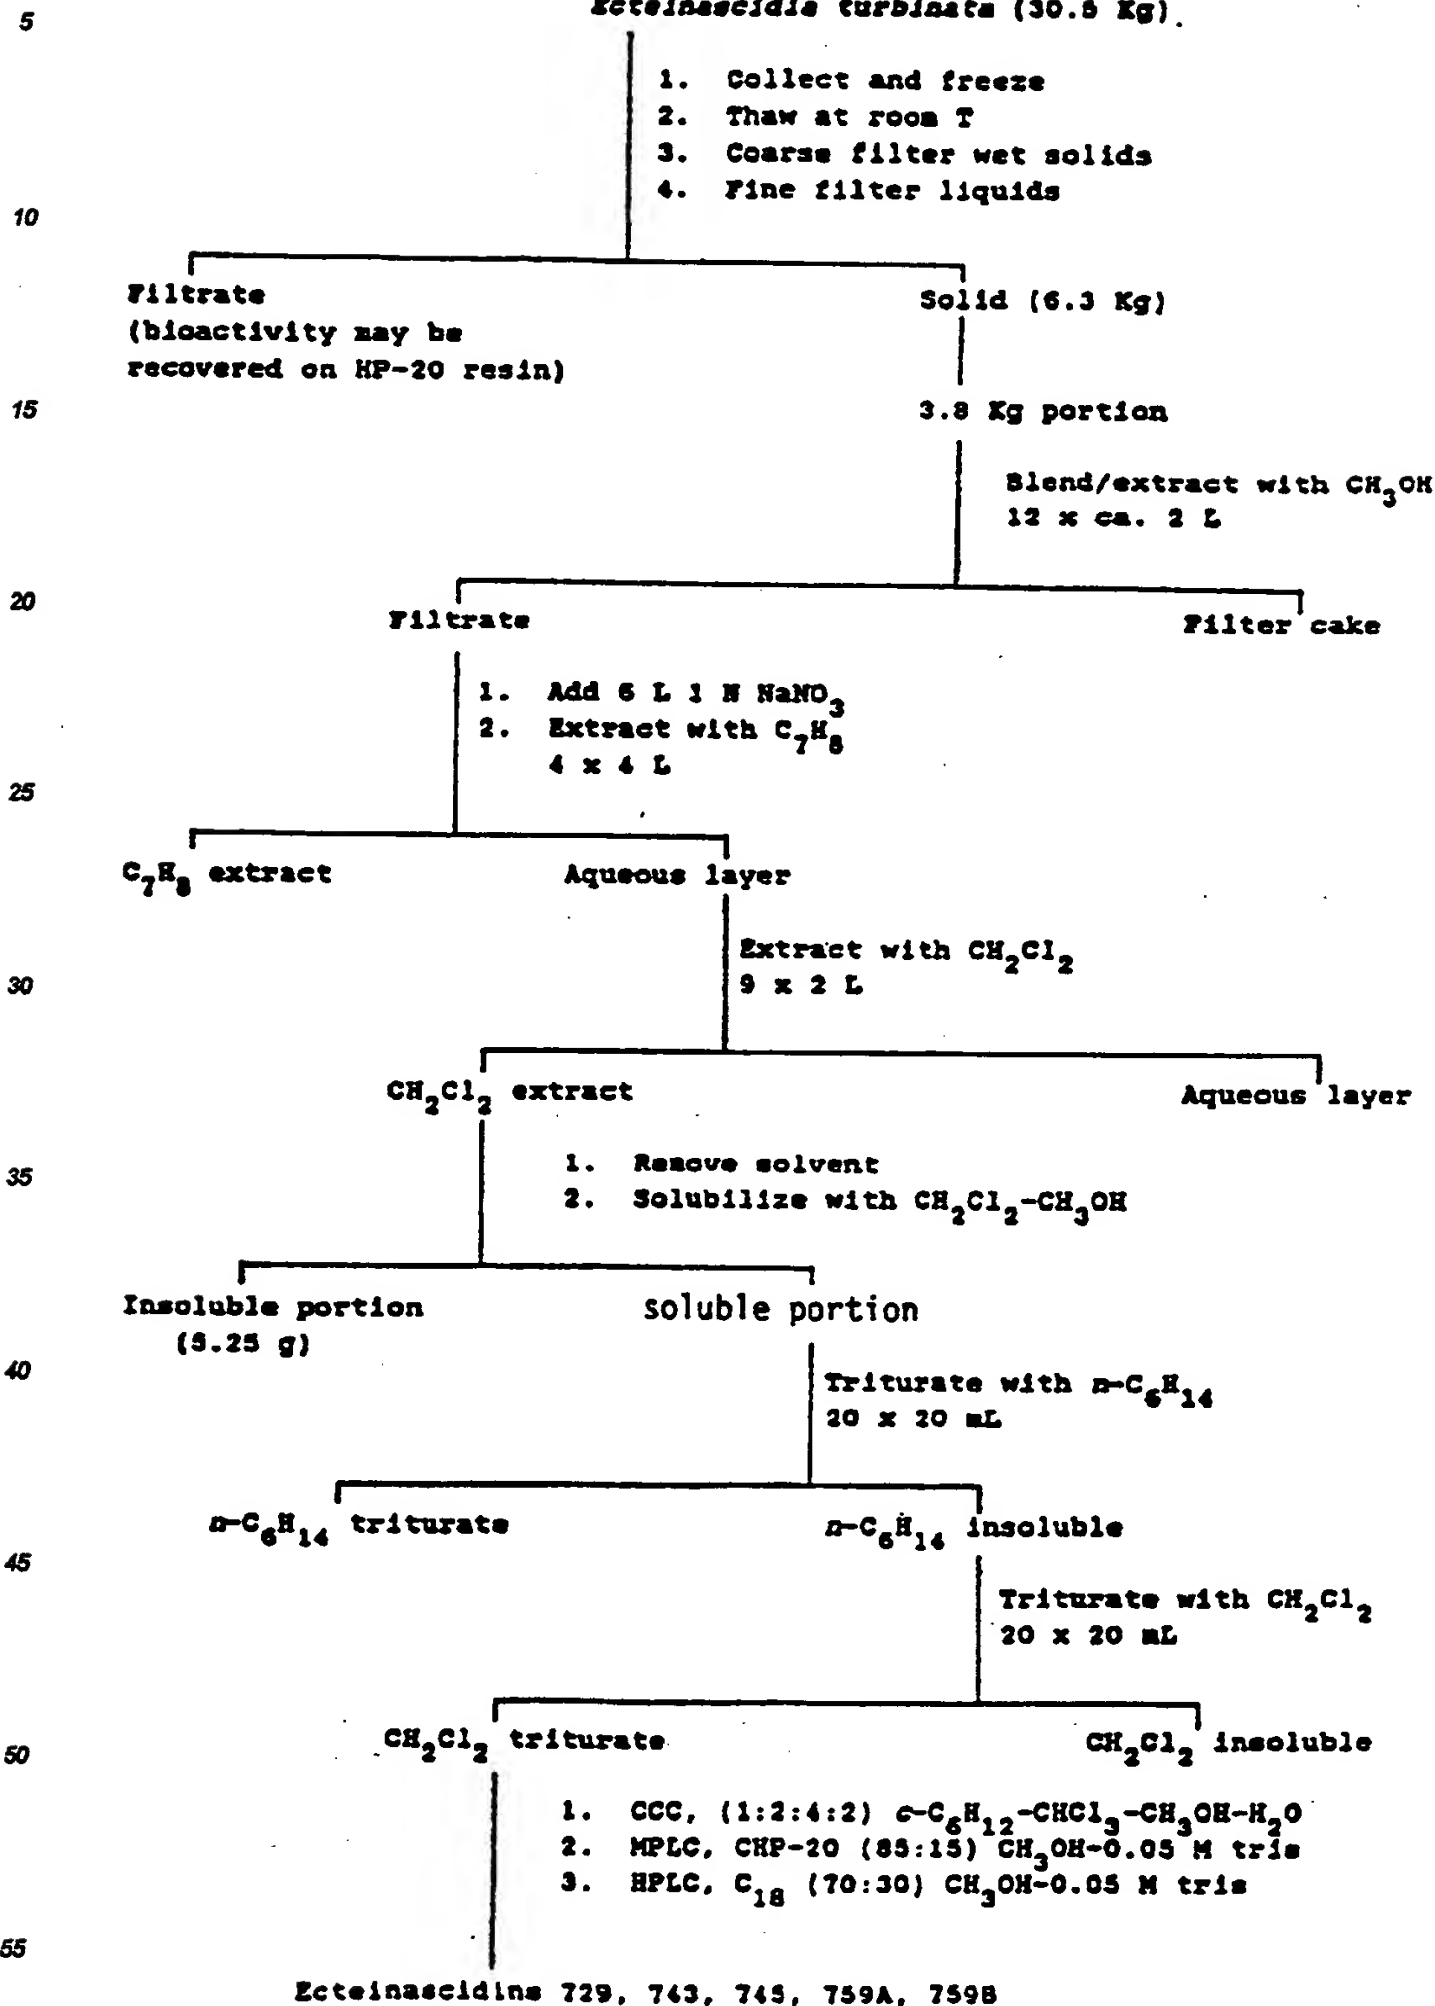 5
Ecteinascidia turbinata (30.5 Kg).
1. Collect and freeze
2. Thaw at room T
3. Coarse filter wet solids
4. Fine filter liquids
10
Filtrate
(bioactivity may be
recovered on HP-20 resin)
Solid (6.3 Kg)
15
3.8 Kg portion
Blend/extract with CH₃OH
12 x ca. 2 L
20
Filtrate
Filter cake
1. Add 6 L 1 N NaNO₃
2. Extract with C₇H₈
4 x 4 L
25
C₇H₈ extract
Aqueous layer
Extract with CH₂Cl₂
9 x 2 L
30
CH₂Cl₂ extract
Aqueous layer
35
1. Remove solvent
2. Solubilize with CH₂Cl₂-CH₃OH
Insoluble portion
(5.25 g)
soluble portion
40
Triturate with n-C₆H₁₄
20 x 20 mL
n-C₆H₁₄ triturate
n-C₆H₁₄ insoluble
45
Triturate with CH₂Cl₂
20 x 20 mL
CH₂Cl₂ triturate
CH₂Cl₂ insoluble
50
1. CCC, (1:2:4:2) c-C₆H₁₂-CHCl₃-CH₃OH-H₂O
2. MPLC, CHP-20 (85:15) CH₃OH-0.05 M tris
3. HPLC, C₁₈ (70:30) CH₃OH-0.05 M tris
55
Ecteinascidins 729, 743, 745, 759A, 759B